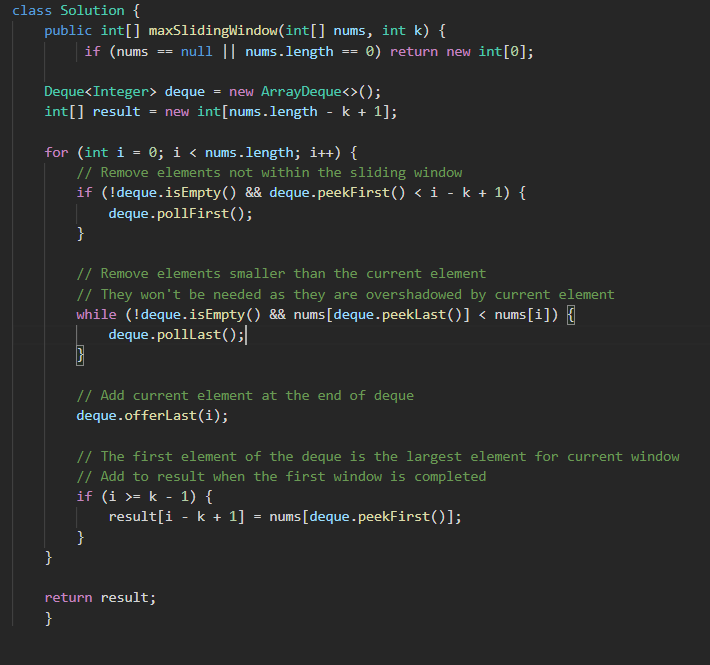 class Solution {
    public int[] maxSlidingWindow(int[] nums, int k) {
         if (nums == null || nums.length == 0) return new int[0];

    Deque<Integer> deque = new ArrayDeque<>();
    int[] result = new int[nums.length - k + 1];

    for (int i = 0; i < nums.length; i++) {
        // Remove elements not within the sliding window
        if (!deque.isEmpty() && deque.peekFirst() < i - k + 1) {
            deque.pollFirst();
        }

        // Remove elements smaller than the current element
        // They won't be needed as they are overshadowed by current element
        while (!deque.isEmpty() && nums[deque.peekLast()] < nums[i]) {
            deque.pollLast();
        }

        // Add current element at the end of deque
        deque.offerLast(i);

        // The first element of the deque is the largest element for current window
        // Add to result when the first window is completed
        if (i >= k - 1) {
            result[i - k + 1] = nums[deque.peekFirst()];
        }
    }

    return result;
    }